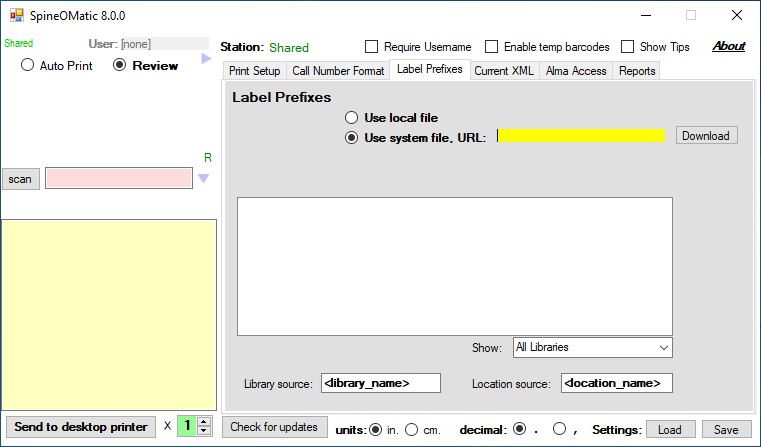 SpineOMatic 8.0.0
Shared
User: [none]
Auto Print
Review
R
scan
Send to desktop printer
X
1
Station: Shared
Require Username
Enable temp barcodes
Show Tips
About
Print Setup
Call Number Format
Label Prefixes
Current XML
Alma Access
Reports
Label Prefixes
Use local file
Use system file, URL:
Download
Show:
All Libraries
Library source:
<library_name>
Location source:
<location_name>
Check for updates
units:
in.
cm.
decimal:
.
,
Settings:
Load
Save